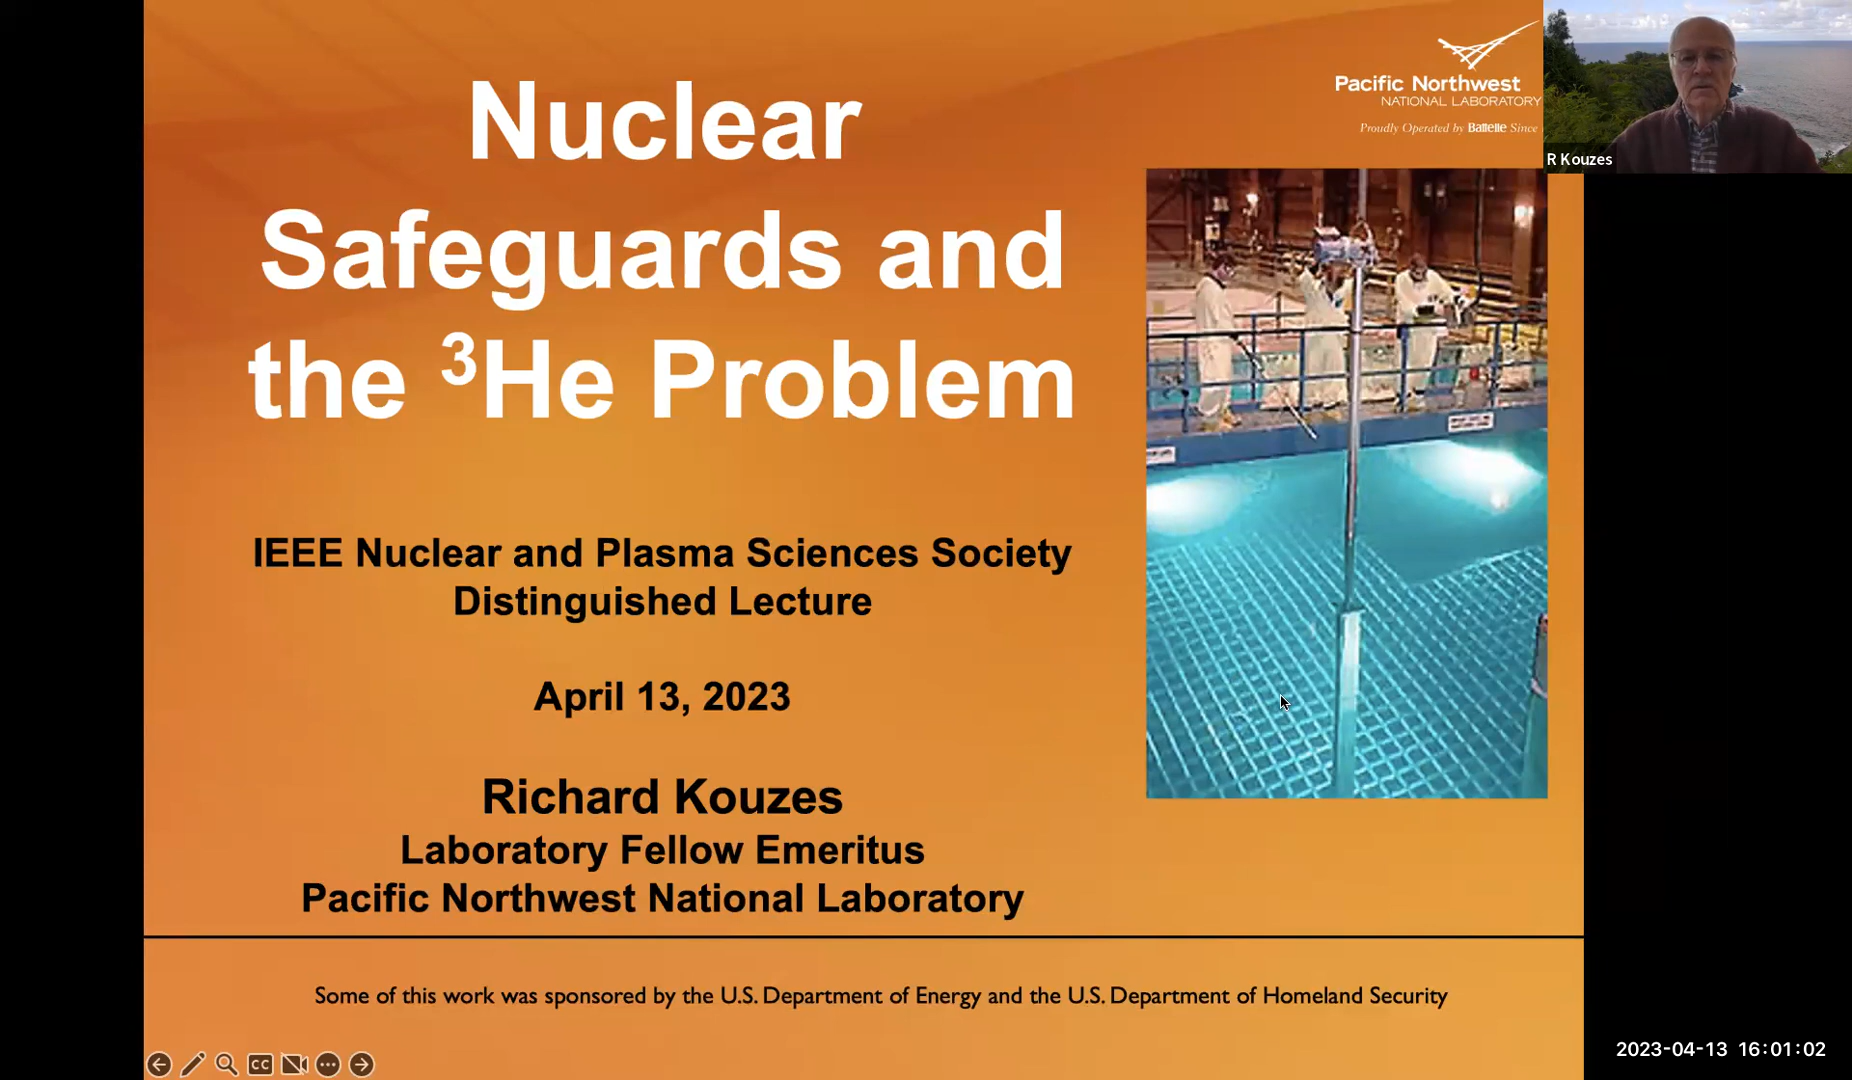 Nuclear
Safeguards and
the ³He Problem
Pacific Northwest
NATIONAL LABORATORY
Proudly Operated by Battelle Since
R Kouzes
IEEE Nuclear and Plasma Sciences Society
Distinguished Lecture
April 13, 2023
Richard Kouzes
Laboratory Fellow Emeritus
Pacific Northwest National Laboratory
Some of this work was sponsored by the U.S. Department of Energy and the U.S. Department of Homeland Security
CC
2023-04-13 16:01:02